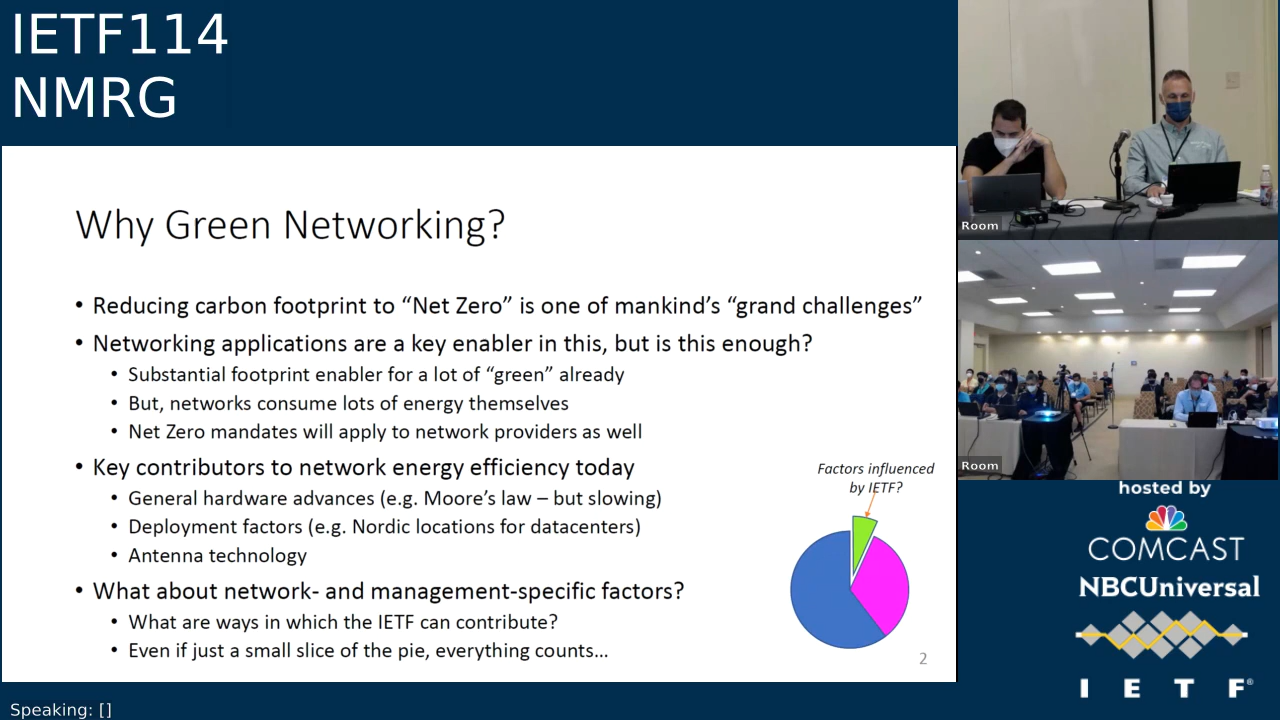 IETF114
NMRG
Why Green Networking?
• Reducing carbon footprint to “Net Zero” is one of mankind’s “grand challenges”
• Networking applications are a key enabler in this, but is this enough?
• Substantial footprint enabler for a lot of “green” already
• But, networks consume lots of energy themselves
• Net Zero mandates will apply to network providers as well
• Key contributors to network energy efficiency today
• General hardware advances (e.g. Moore’s law – but slowing)
• Deployment factors (e.g. Nordic locations for datacenters)
• Antenna technology
• What about network- and management-specific factors?
• What are ways in which the IETF can contribute?
• Even if just a small slice of the pie, everything counts…
Factors influenced
by IETF?
2
Room
Room
hosted by
COMCAST
NBCUniversal
I E T F®
Speaking: []